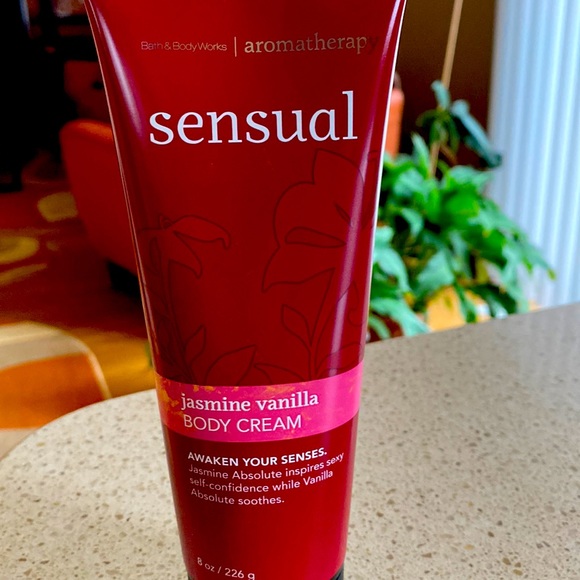 Bath & Body Works | aromatherapy
sensual
jasmine vanilla
BODY CREAM
AWAKEN YOUR SENSES.
Jasmine Absolute inspires sexy
self-confidence while Vanilla
Absolute soothes.
8 oz / 226 g